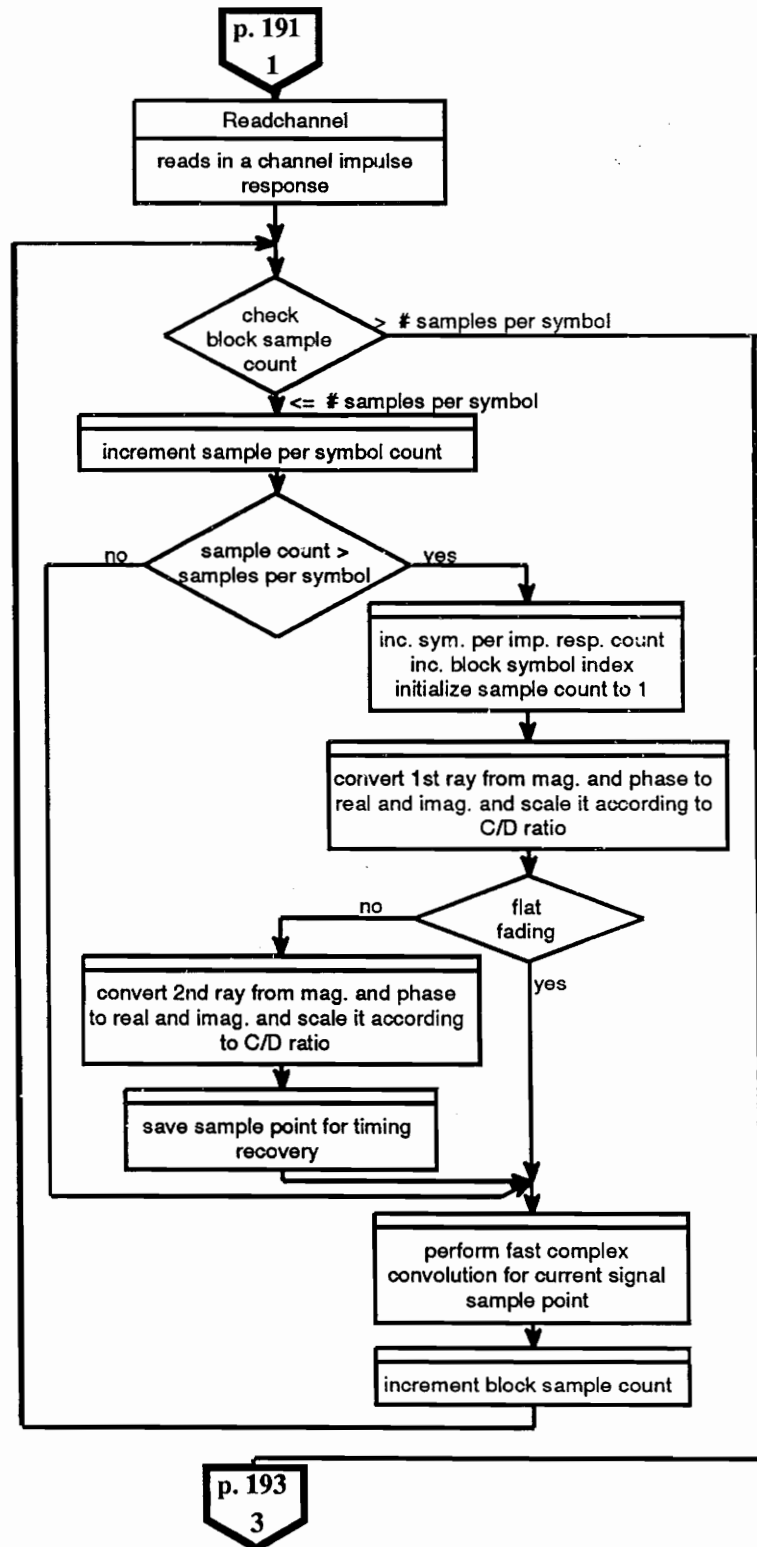 p. 191
1
Readchannel
reads in a channel impulse
response
check
block sample
count
> # samples per symbol
<= # samples per symbol
increment sample per symbol count
sample count >
samples per symbol
no
yes
inc. sym. per imp. resp. count
inc. block symbol index
initialize sample count to 1
convert 1st ray from mag. and phase to
real and imag. and scale it according to
C/D ratio
flat
fading
no
yes
convert 2nd ray from mag. and phase
to real and imag. and scale it according
to C/D ratio
save sample point for timing
recovery
perform fast complex
convolution for current signal
sample point
increment block sample count
p. 193
3